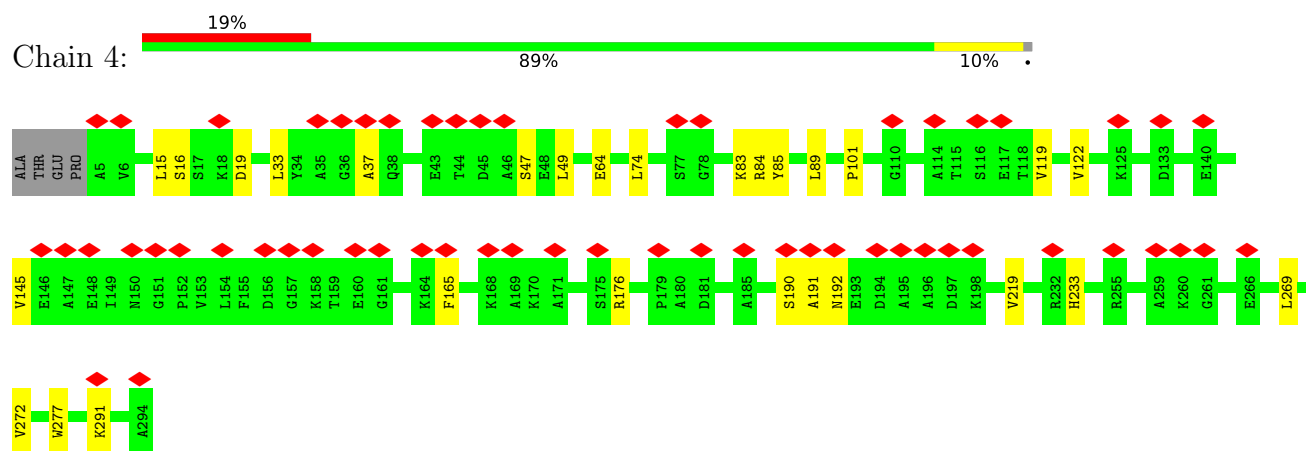 19%
Chain 4:
89% 10% •
ALA THR GLU PRO A5 V6 L15 S16 S17 K18 D19 L33 Y34 A35 G36 A37 Q38 E43 T44 D45 A46 S47 E48 L49 E64 L74 S77 G78 K83 R84 Y85 L89 P101 G110 A114 T115 S116 E117 T118 V119 V122 K125 D133 E140
V145 E146 A147 E148 I149 N150 G151 P152 V153 L154 F155 D156 G157 K158 T159 E160 G161 K164 F165 K168 A169 K170 A171 S175 R176 P179 A180 D181 A185 S190 A191 N192 E193 D194 A195 A196 D197 K198 V219 R232 H233 R255 A259 K260 G261 E266 L269
V272 W277 K291 A294